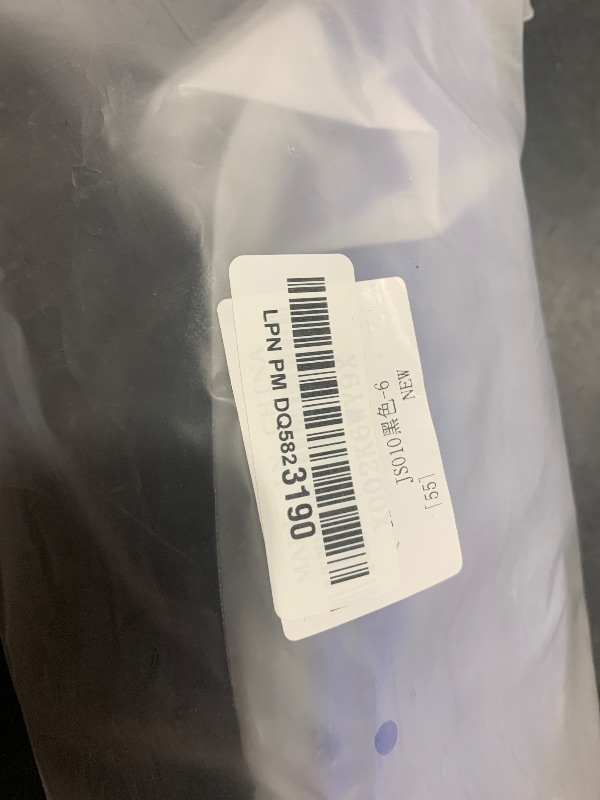 LPN PM DQ5823190
JS010黑色-6
NEW
[55]